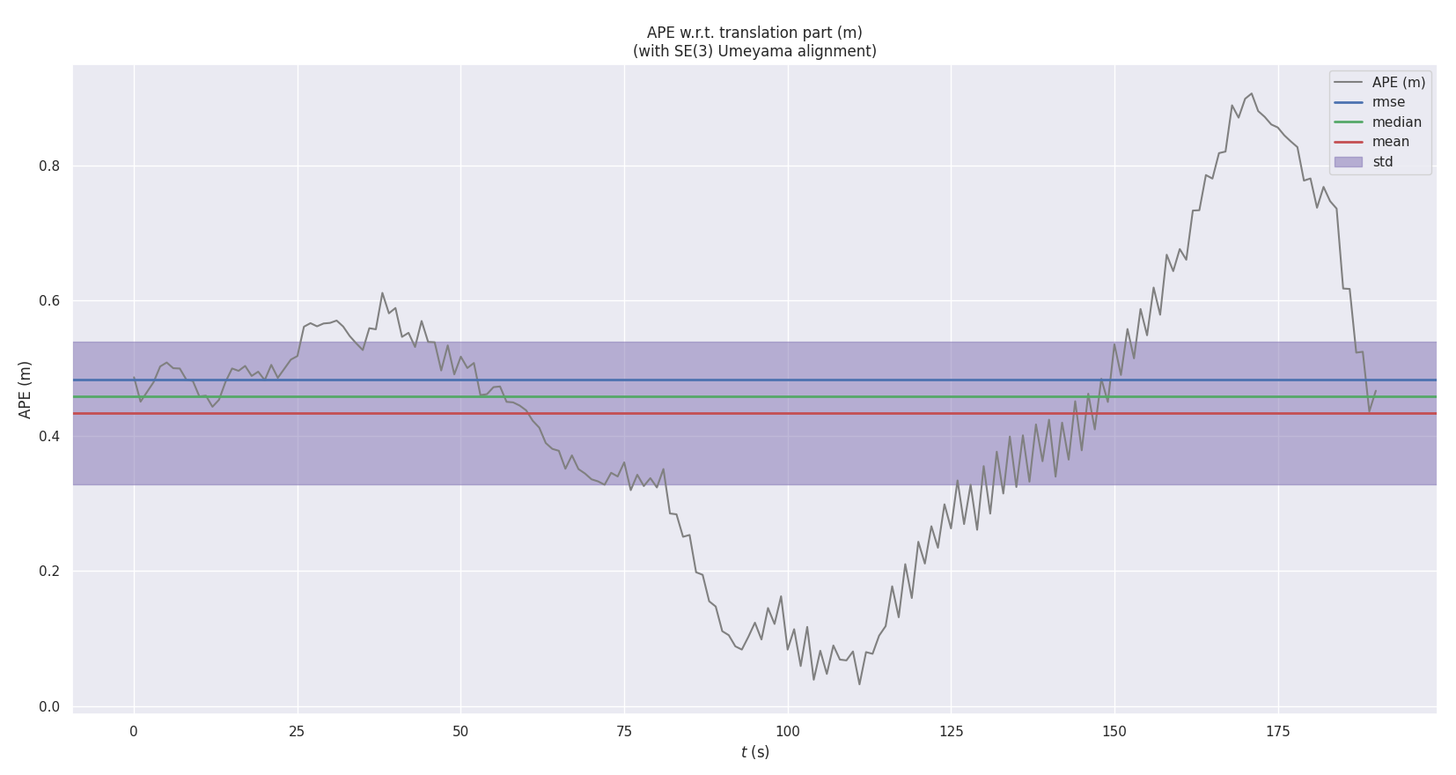 APE w.r.t. translation part (m)
(with SE(3) Umeyama alignment)
APE (m)
rmse
median
mean
std
APE (m)
0.8
0.6
0.4
0.2
0.0
0 25 50 75 100 125 150 175
t (s)